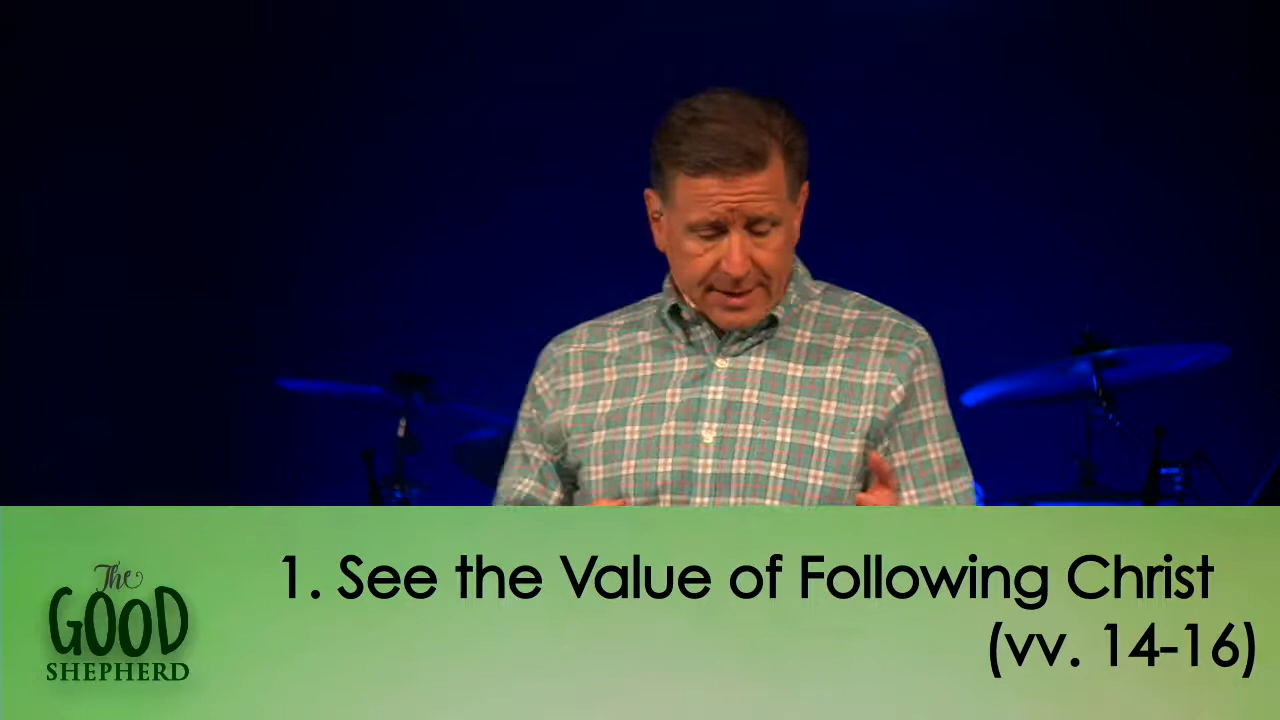 The
GOOD
SHEPHERD
1. See the Value of Following Christ
(vv. 14-16)